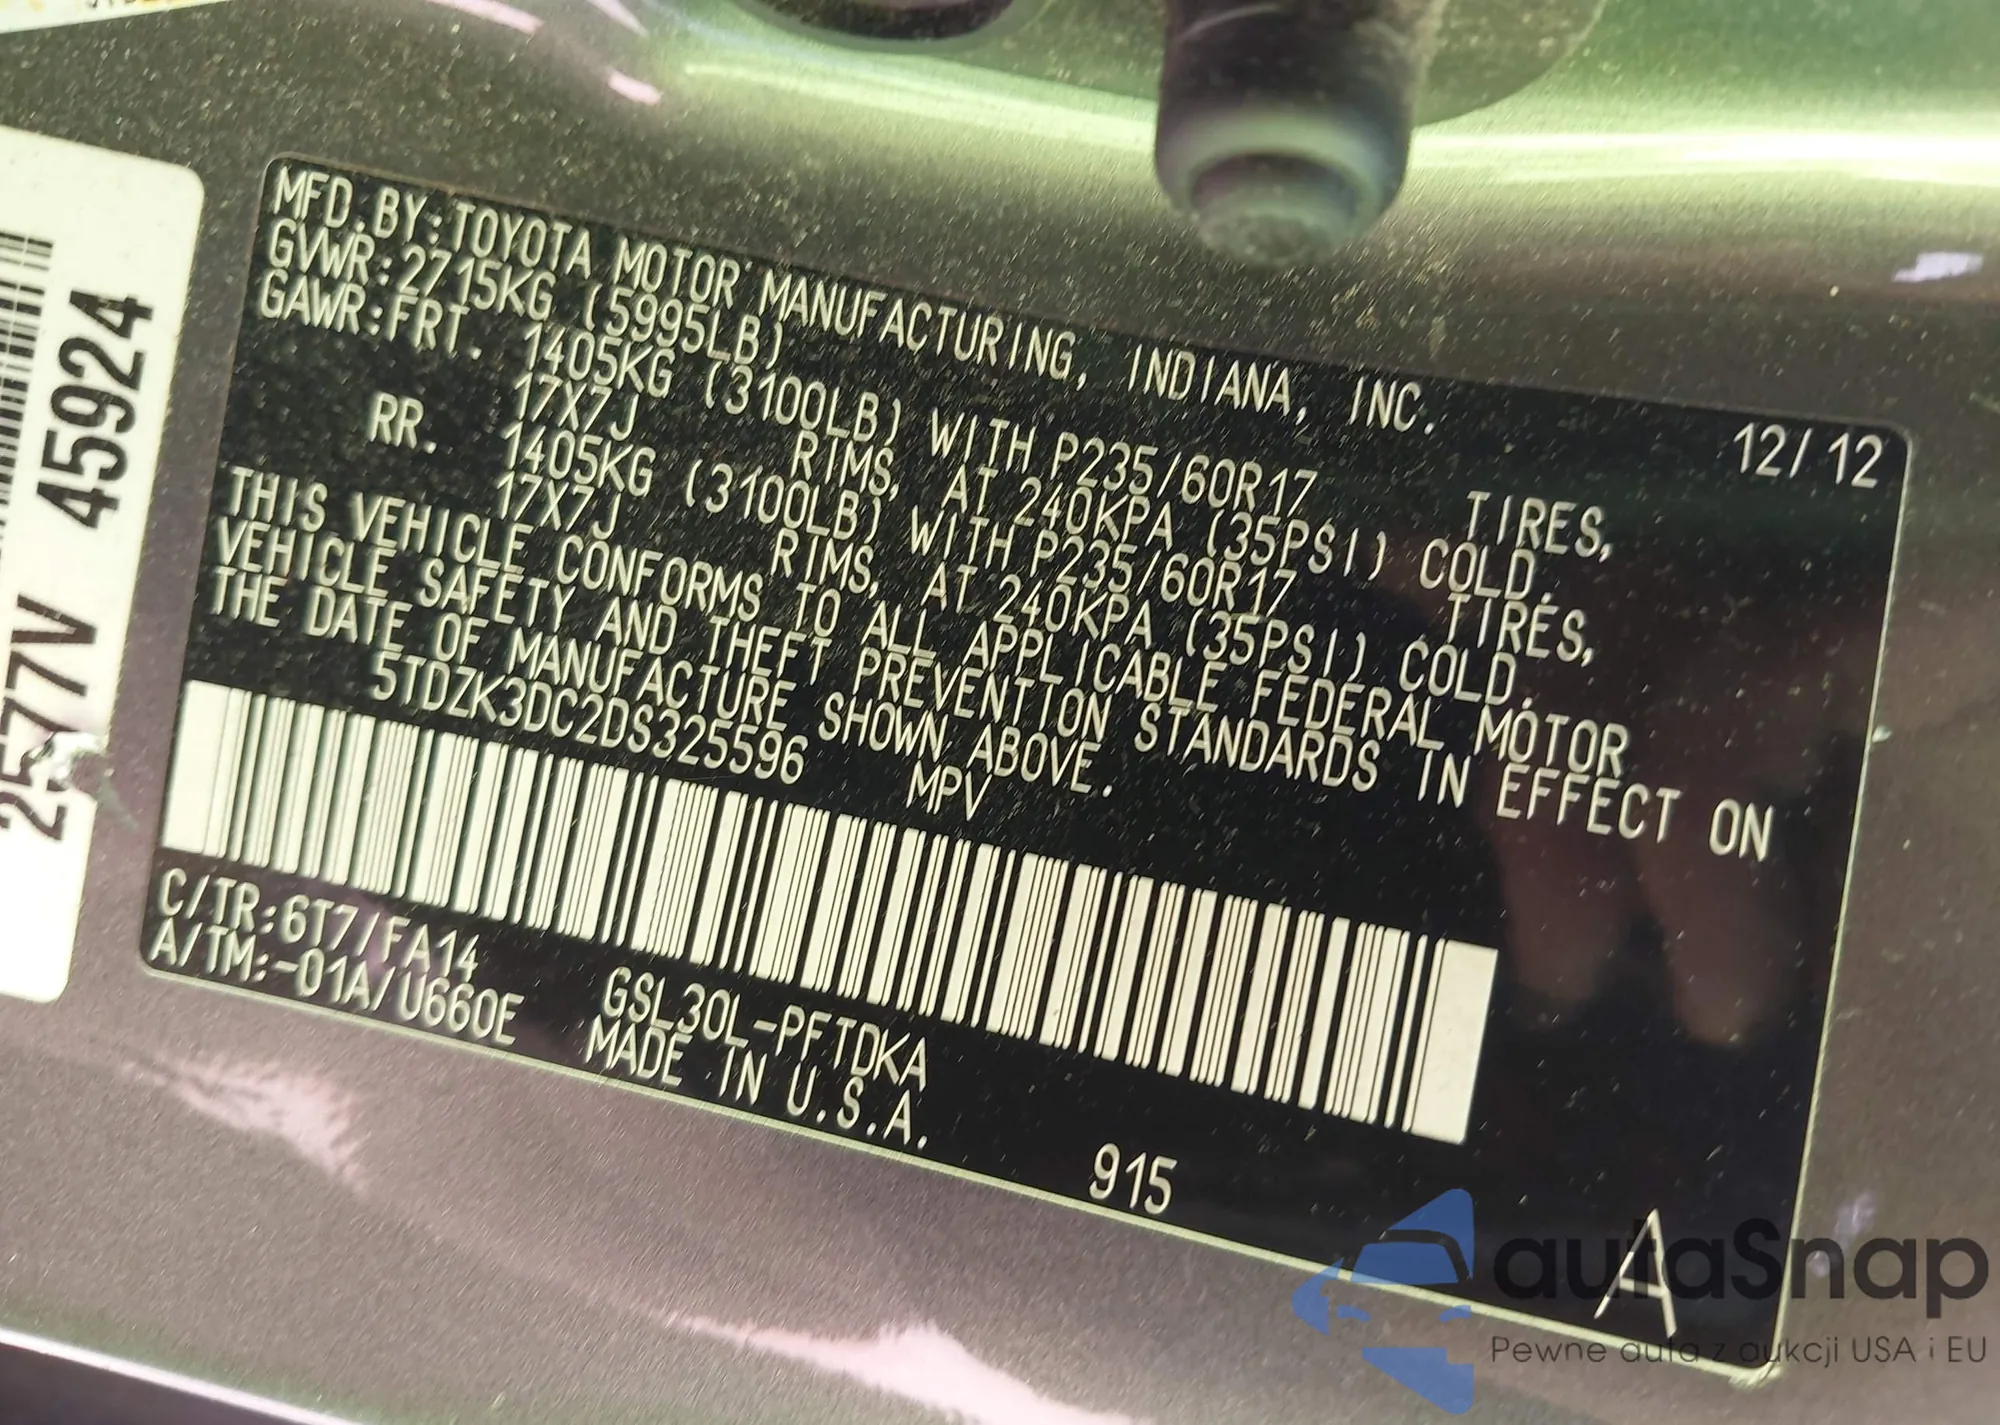 MFD.BY:TOYOTA MOTOR MANUFACTURING, INDIANA, INC. 12/12
GVWR:2715KG (5995LB)
GAWR:FRT. 1405KG (3100LB) WITH P235/60R17 TIRES,
17X7J RIMS, AT 240KPA (35PSI) COLD.
RR. 1405KG (3100LB) WITH P235/60R17 TIRES,
17X7J RIMS, AT 240KPA (35PSI) COLD.
THIS VEHICLE CONFORMS TO ALL APPLICABLE FEDERAL MOTOR
VEHICLE SAFETY AND THEFT PREVENTION STANDARDS IN EFFECT ON
THE DATE OF MANUFACTURE SHOWN ABOVE.
5TDZK3DC2DS325596 MPV
C/TR:6T7/FA14
A/TM:-01A/U660E
GSL30L-PFTDKA
MADE IN U.S.A.
915
A
2577V 45924
autaSnap
Pewne auta z aukcji USA i EU